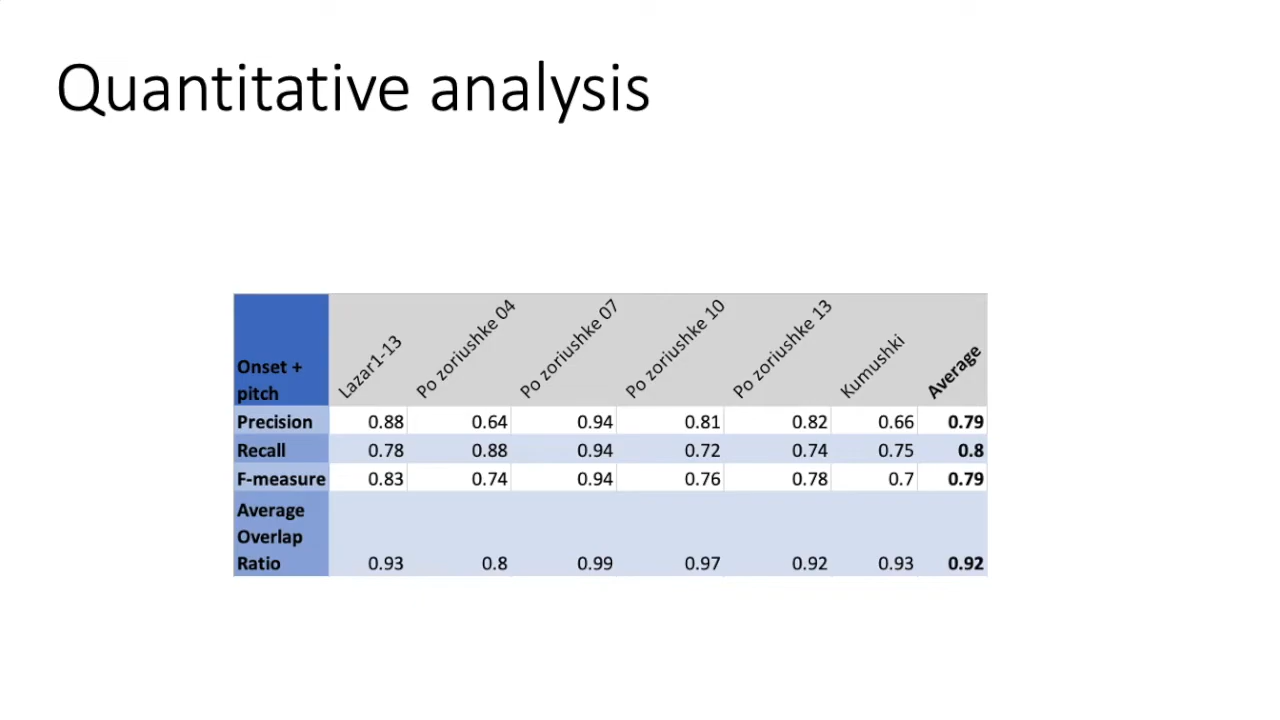 Quantitative analysis
Onset +
pitch
Lazar1-13
Po zoriushke 04
Po zoriushke 07
Po zoriushke 10
Po zoriushke 13
Kumushki
Average
Precision 0.88 0.64 0.94 0.81 0.82 0.66 0.79
Recall 0.78 0.88 0.94 0.72 0.74 0.75 0.8
F-measure 0.83 0.74 0.94 0.76 0.78 0.7 0.79
Average
Overlap
Ratio 0.93 0.8 0.99 0.97 0.92 0.93 0.92